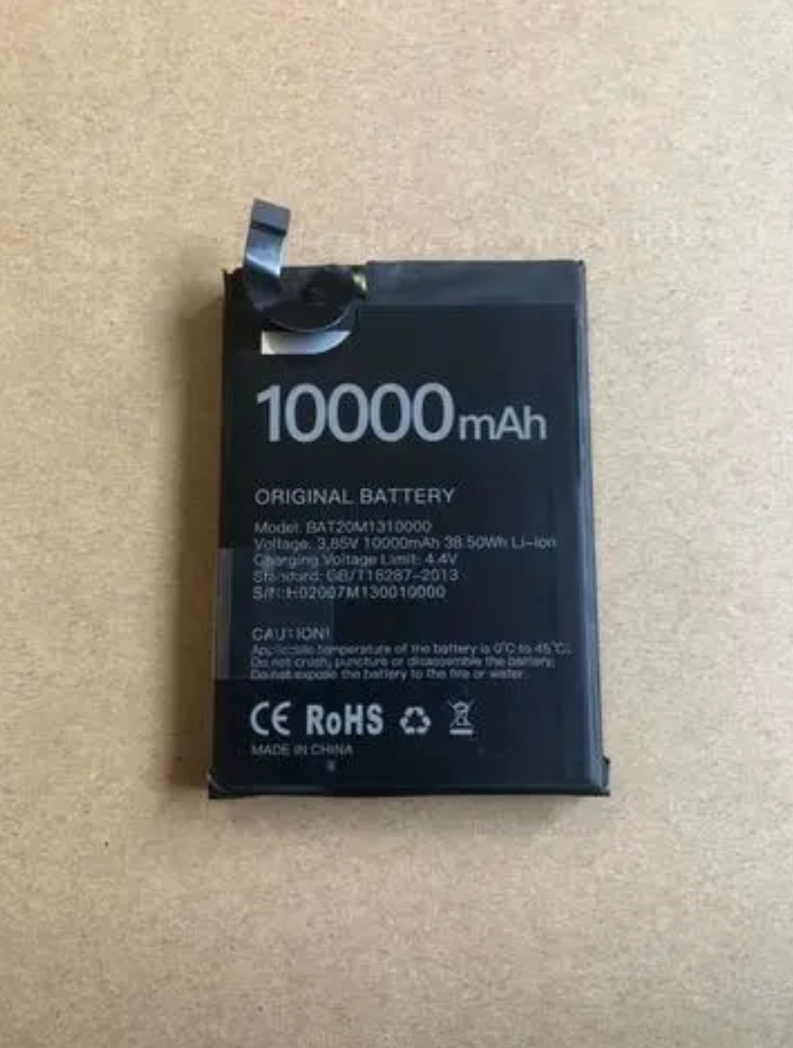 10000mAh
ORIGINAL BATTERY
Model: BAT20M1310000
Voltage: 3.85V 10000mAh 38.50Wh Li-ion
Charging Voltage Limit: 4.4V
Standard: GB/T18287-2013
S/N:H02007M130010000
CAUTION!
Applicable temperature of the battery is 0℃ to 45℃.
Do not crush, puncture or disassemble the battery.
Do not expose the battery to the fire or water.
CE RoHS
MADE IN CHINA